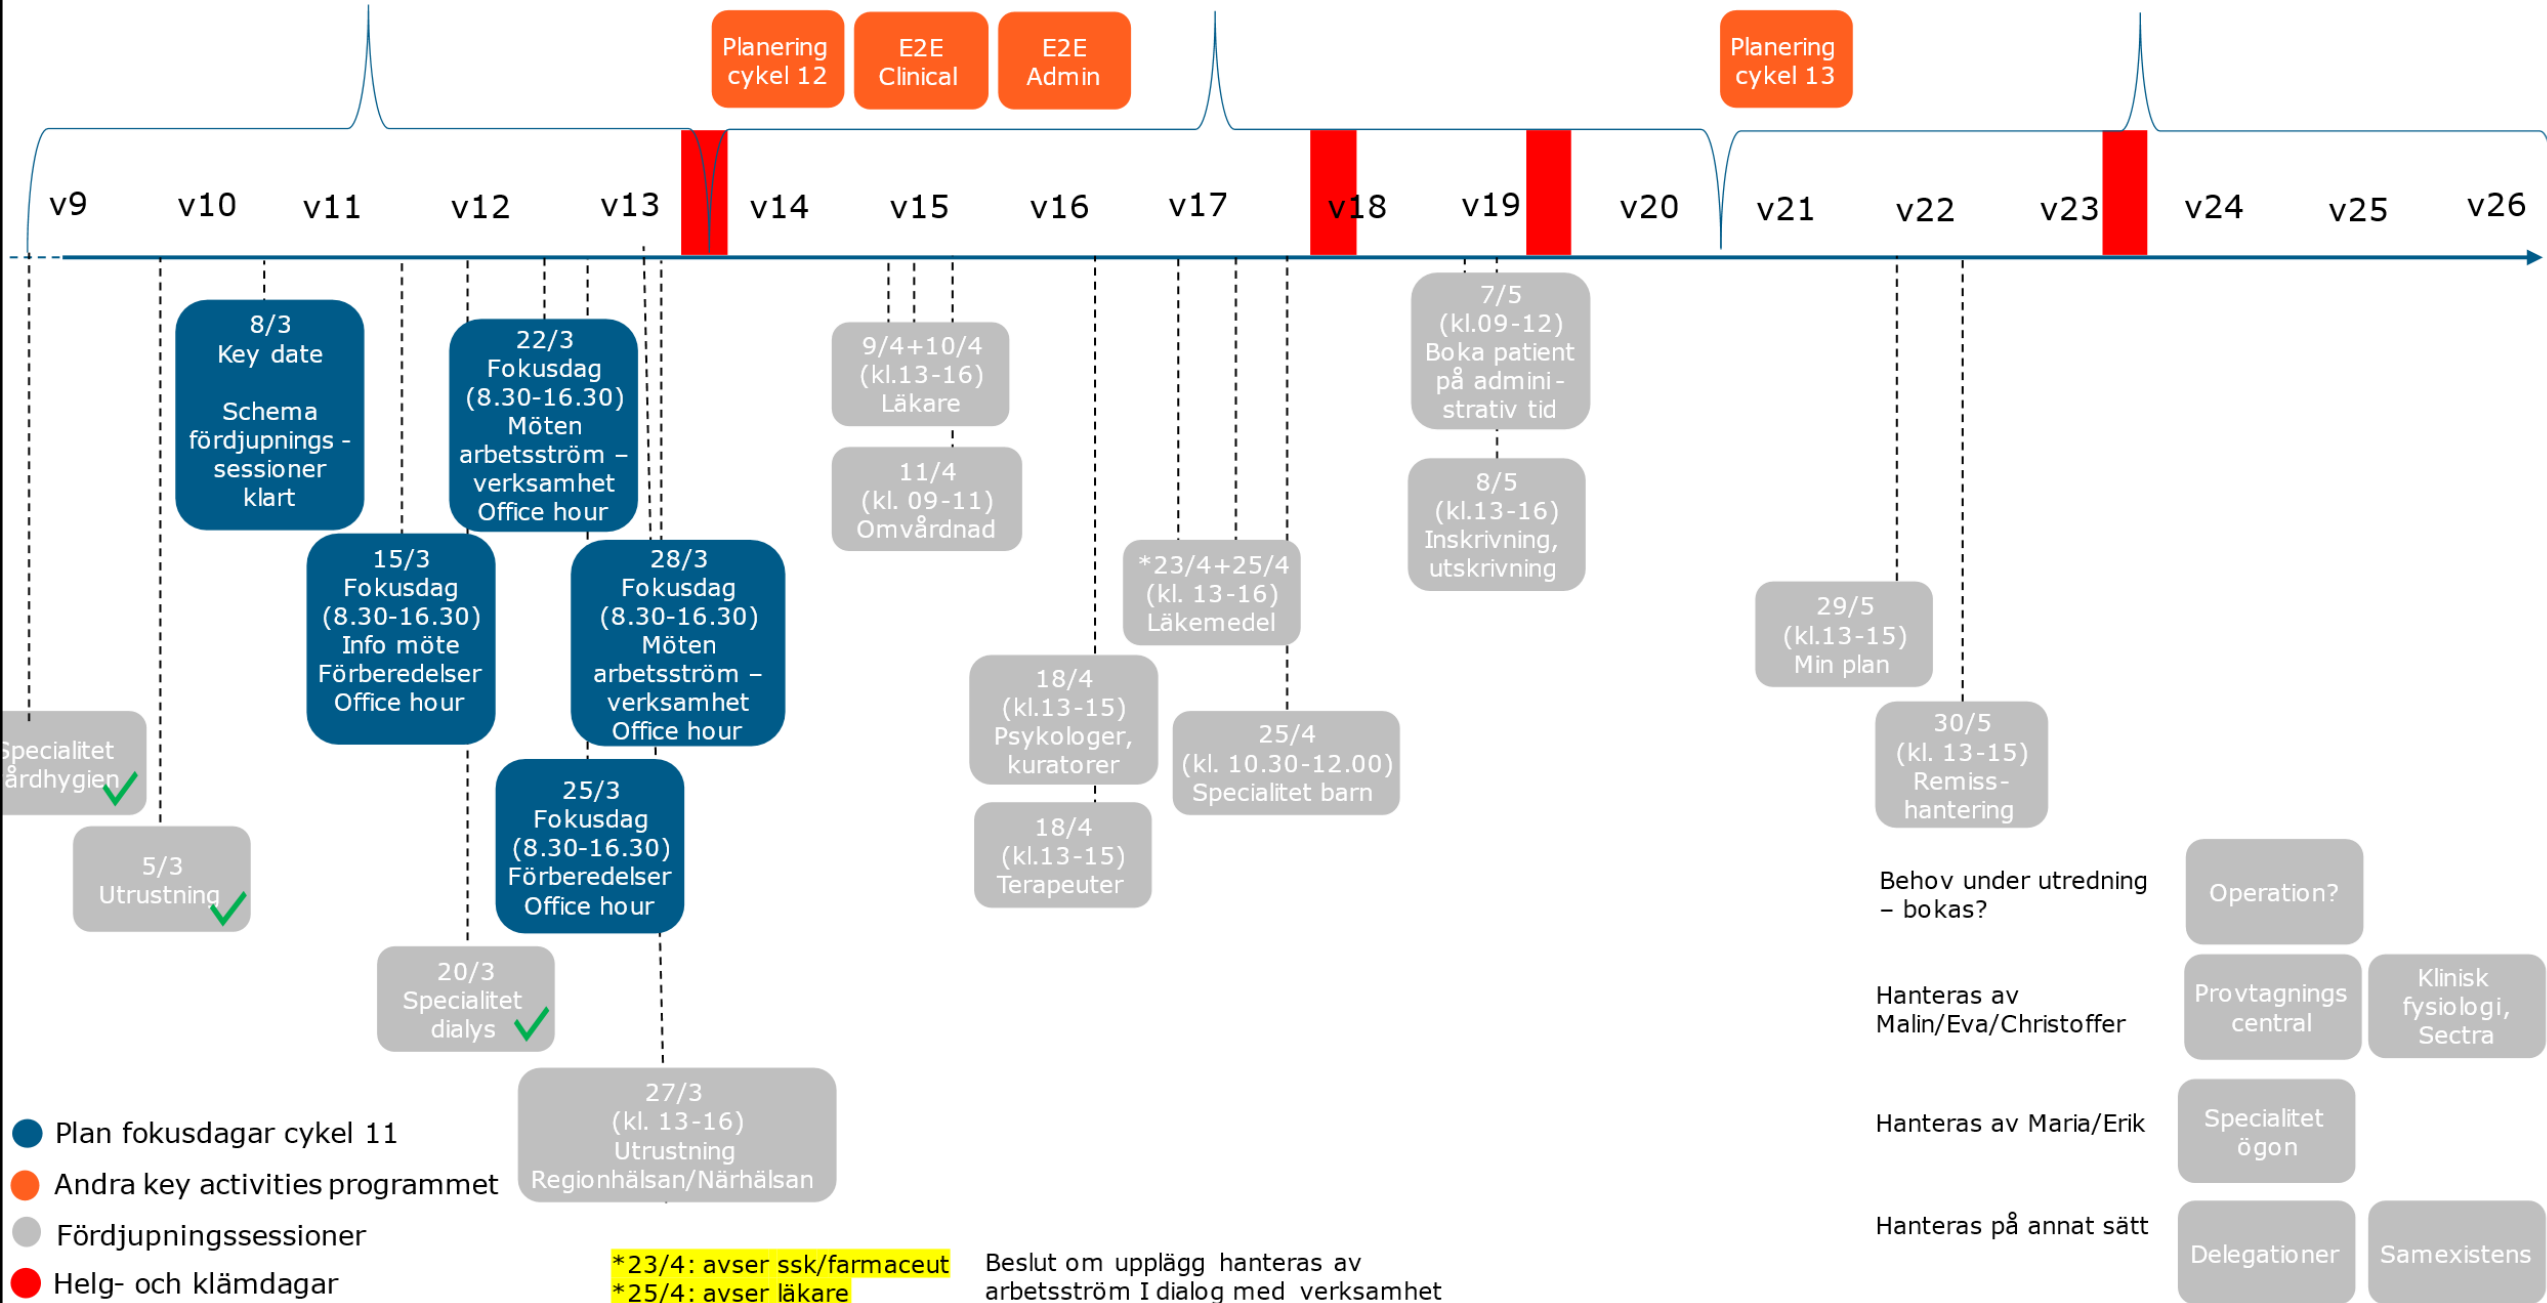 Planering
cykel 12
E2E
Clinical
E2E
Admin
Planering
cykel 13
v9
v10
v11
v12
v13
v14
v15
v16
v17
v18
v19
v20
v21
v22
v23
v24
v25
v26
8/3
Key date
Schema
fördjupnings -
sessioner
klart
22/3
Fokusdag
(8.30-16.30)
Möten
arbetsström –
verksamhet
Office hour
15/3
Fokusdag
(8.30-16.30)
Info möte
Förberedelser
Office hour
28/3
Fokusdag
(8.30-16.30)
Möten
arbetsström –
verksamhet
Office hour
25/3
Fokusdag
(8.30-16.30)
Förberedelser
Office hour
Specialitet
årdhygien
5/3
Utrustning
20/3
Specialitet
dialys
27/3
(kl. 13-16)
Utrustning
Regionhälsan/Närhälsan
9/4+10/4
(kl.13-16)
Läkare
11/4
(kl. 09-11)
Omvårdnad
18/4
(kl.13-15)
Psykologer,
kuratorer
18/4
(kl.13-15)
Terapeuter
*23/4+25/4
(kl. 13-16)
Läkemedel
25/4
(kl. 10.30-12.00)
Specialitet barn
7/5
(kl.09-12)
Boka patient
på admini-
strativ tid
8/5
(kl.13-16)
Inskrivning,
utskrivning
29/5
(kl.13-15)
Min plan
30/5
(kl. 13-15)
Remiss-
hantering
Behov under utredning
– bokas?
Operation?
Hanteras av
Malin/Eva/Christoffer
Provtagnings
central
Klinisk
fysiologi,
Sectra
Hanteras av Maria/Erik
Specialitet
ögon
Hanteras på annat sätt
Delegationer
Samexistens
Plan fokusdagar cykel 11
Andra key activities programmet
Fördjupningssessioner
Helg- och klämdagar
*23/4: avser ssk/farmaceut
*25/4: avser läkare
Beslut om upplägg hanteras av
arbetsström I dialog med verksamhet